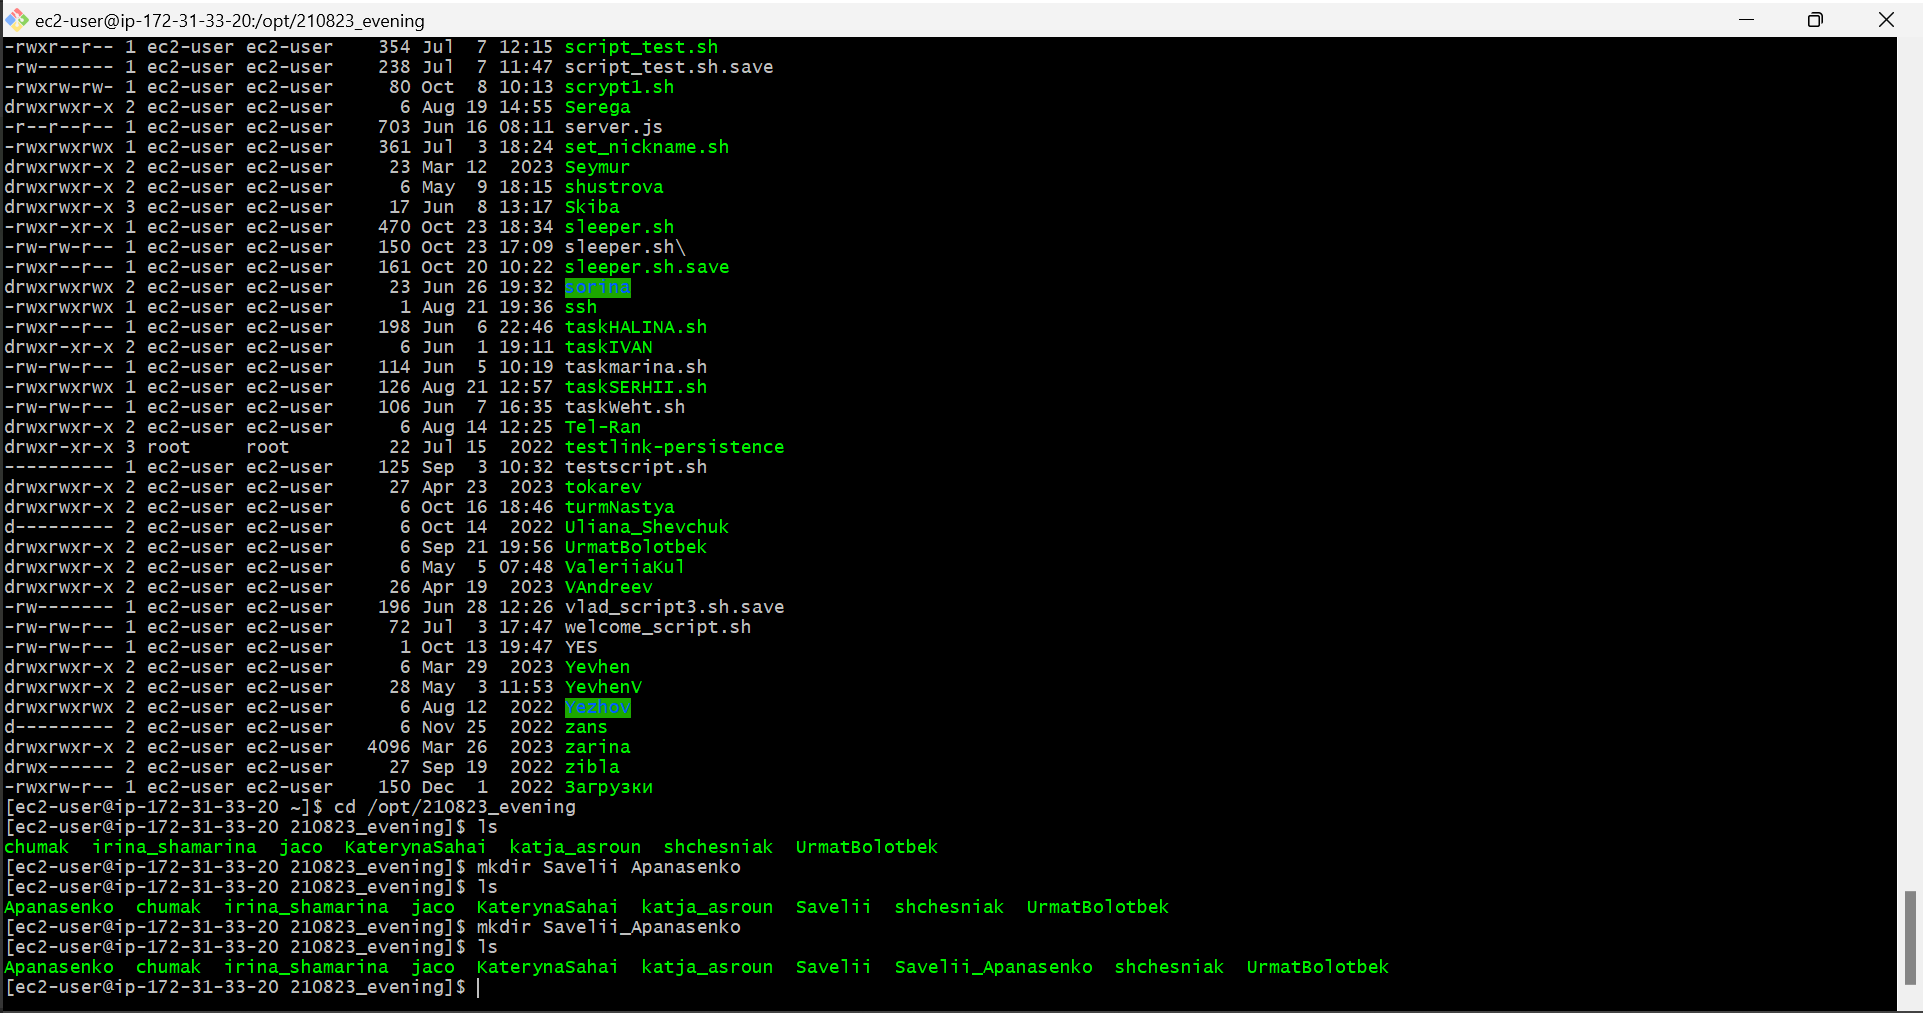 ec2-user@ip-172-31-33-20:/opt/210823_evening
-rwxr--r-- 1 ec2-user ec2-user    354 Jul  7 12:15 script_test.sh
-rw------- 1 ec2-user ec2-user    238 Jul  7 11:47 script_test.sh.save
-rwxrw-rw- 1 ec2-user ec2-user     80 Oct  8 10:13 scrypt1.sh
drwxrwxr-x 2 ec2-user ec2-user      6 Aug 19 14:55 Serega
-r--r--r-- 1 ec2-user ec2-user    703 Jun 16 08:11 server.js
-rwxrwxrwx 1 ec2-user ec2-user    361 Jul  3 18:24 set_nickname.sh
drwxrwxr-x 2 ec2-user ec2-user     23 Mar 12  2023 Seymur
drwxrwxr-x 2 ec2-user ec2-user      6 May  9 18:15 shustrova
drwxrwxr-x 3 ec2-user ec2-user     17 Jun  8 13:17 Skiba
-rwxr-xr-x 1 ec2-user ec2-user    470 Oct 23 18:34 sleeper.sh
-rw-rw-r-- 1 ec2-user ec2-user    150 Oct 23 17:09 sleeper.sh\
-rwxr--r-- 1 ec2-user ec2-user    161 Oct 20 10:22 sleeper.sh.save
drwxrwxrwx 2 ec2-user ec2-user     23 Jun 26 19:32 sorina
-rwxrwxrwx 1 ec2-user ec2-user      1 Aug 21 19:36 ssh
-rwxr--r-- 1 ec2-user ec2-user    198 Jun  6 22:46 taskHALINA.sh
drwxr-xr-x 2 ec2-user ec2-user      6 Jun  1 19:11 taskIVAN
-rw-rw-r-- 1 ec2-user ec2-user    114 Jun  5 10:19 taskmarina.sh
-rwxrwxrwx 1 ec2-user ec2-user    126 Aug 21 12:57 taskSERHII.sh
-rw-rw-r-- 1 ec2-user ec2-user    106 Jun  7 16:35 taskWeht.sh
drwxrwxr-x 2 ec2-user ec2-user      6 Aug 14 12:25 Tel-Ran
drwxr-xr-x 3 root     root         22 Jul 15  2022 testlink-persistence
---------- 1 ec2-user ec2-user    125 Sep  3 10:32 testscript.sh
drwxrwxr-x 2 ec2-user ec2-user     27 Apr 23  2023 tokarev
drwxrwxr-x 2 ec2-user ec2-user      6 Oct 16 18:46 turmNastya
d--------- 2 ec2-user ec2-user      6 Oct 14  2022 Uliana_Shevchuk
drwxrwxr-x 2 ec2-user ec2-user      6 Sep 21 19:56 UrmatBolotbek
drwxrwxr-x 2 ec2-user ec2-user      6 May  5 07:48 ValeriiaKul
drwxrwxr-x 2 ec2-user ec2-user     26 Apr 19  2023 VAndreev
-rw------- 1 ec2-user ec2-user    196 Jun 28 12:26 vlad_script3.sh.save
-rw-rw-r-- 1 ec2-user ec2-user     72 Jul  3 17:47 welcome_script.sh
-rw-rw-r-- 1 ec2-user ec2-user      1 Oct 13 19:47 YES
drwxrwxr-x 2 ec2-user ec2-user      6 Mar 29  2023 Yevhen
drwxrwxr-x 2 ec2-user ec2-user     28 May  3 11:53 YevhenV
drwxrwxrwx 2 ec2-user ec2-user      6 Aug 12  2022 Yezhov
d--------- 2 ec2-user ec2-user      6 Nov 25  2022 zans
drwxrwxr-x 2 ec2-user ec2-user   4096 Mar 26  2023 zarina
drwx------ 2 ec2-user ec2-user     27 Sep 19  2022 zibla
-rwxrw-r-- 1 ec2-user ec2-user    150 Dec  1  2022 Загрузки
[ec2-user@ip-172-31-33-20 ~]$ cd /opt/210823_evening
[ec2-user@ip-172-31-33-20 210823_evening]$ ls
chumak  irina_shamarina  jaco  KaterynaSahai  katja_asroun  shchesniak  UrmatBolotbek
[ec2-user@ip-172-31-33-20 210823_evening]$ mkdir Savelii Apanasenko
[ec2-user@ip-172-31-33-20 210823_evening]$ ls
Apanasenko  chumak  irina_shamarina  jaco  KaterynaSahai  katja_asroun  Savelii  shchesniak  UrmatBolotbek
[ec2-user@ip-172-31-33-20 210823_evening]$ mkdir Savelii_Apanasenko
[ec2-user@ip-172-31-33-20 210823_evening]$ ls
Apanasenko  chumak  irina_shamarina  jaco  KaterynaSahai  katja_asroun  Savelii  Savelii_Apanasenko  shchesniak  UrmatBolotbek
[ec2-user@ip-172-31-33-20 210823_evening]$